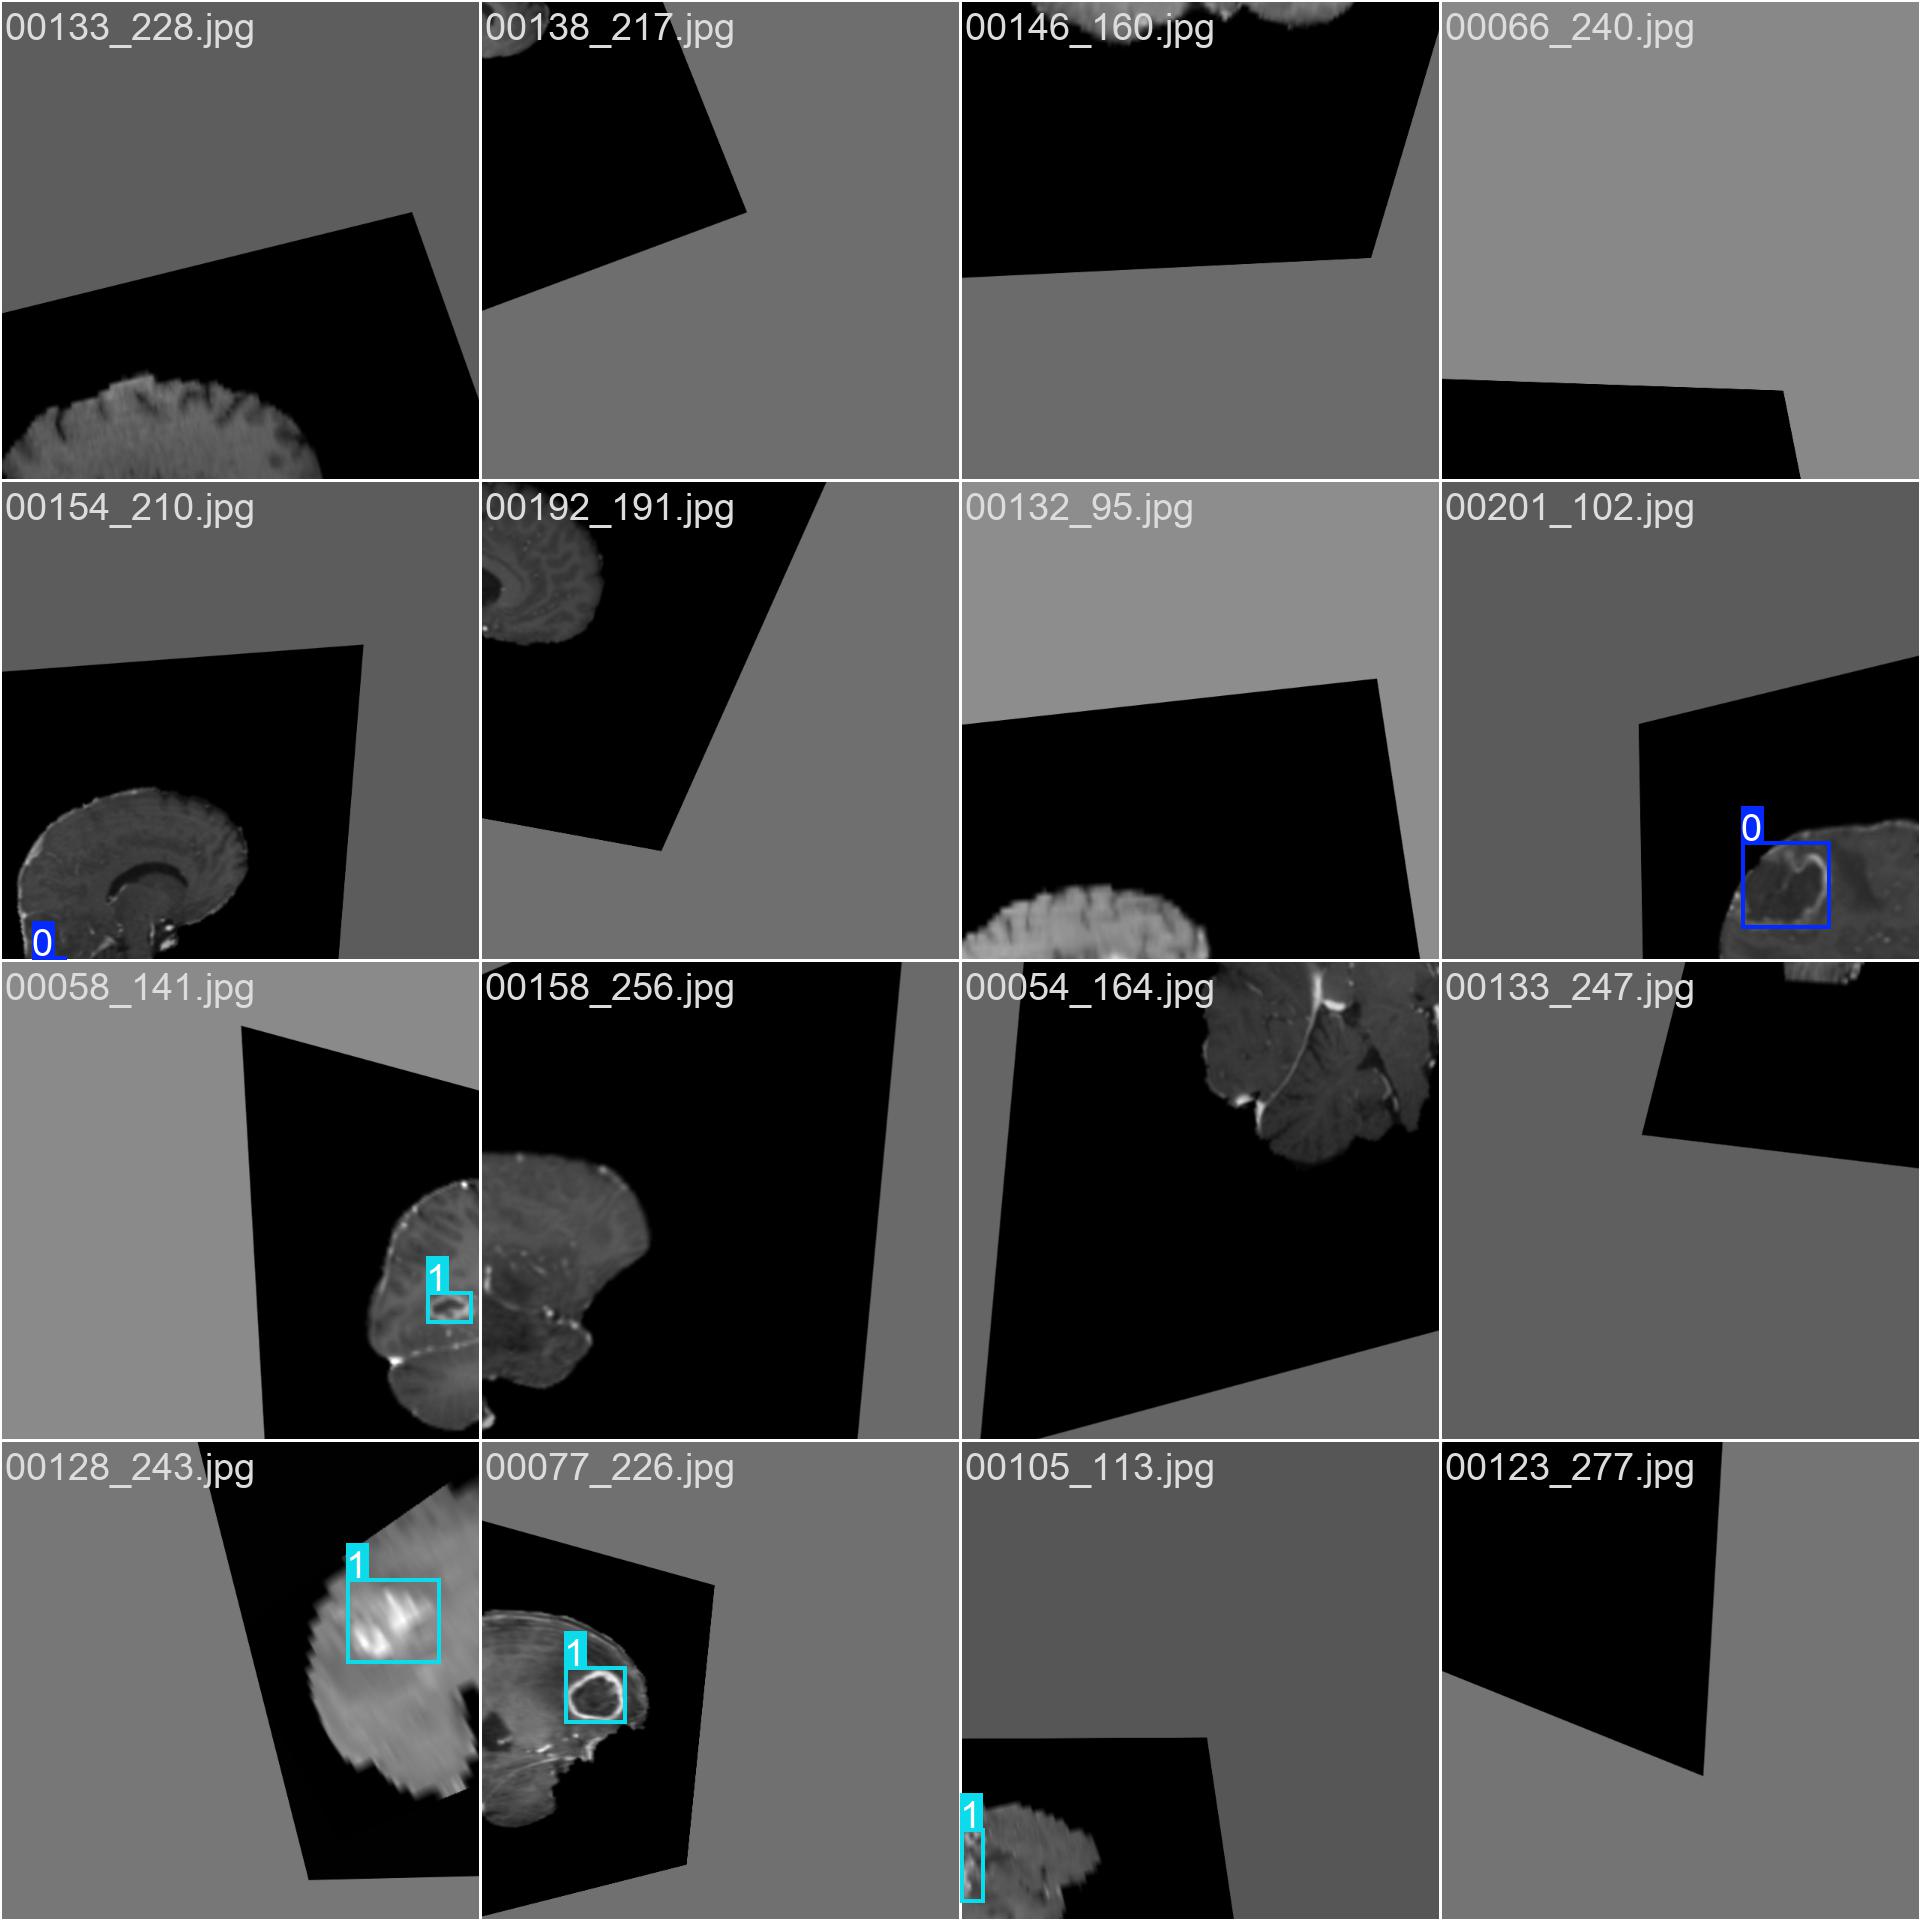 00133_228.jpg
00138_217.jpg
00146_160.jpg
00066_240.jpg
00154_210.jpg
00192_191.jpg
00132_95.jpg
00201_102.jpg
0
0
00058_141.jpg
00158_256.jpg
00054_164.jpg
00133_247.jpg
1
00128_243.jpg
00077_226.jpg
00105_113.jpg
00123_277.jpg
1
1
1